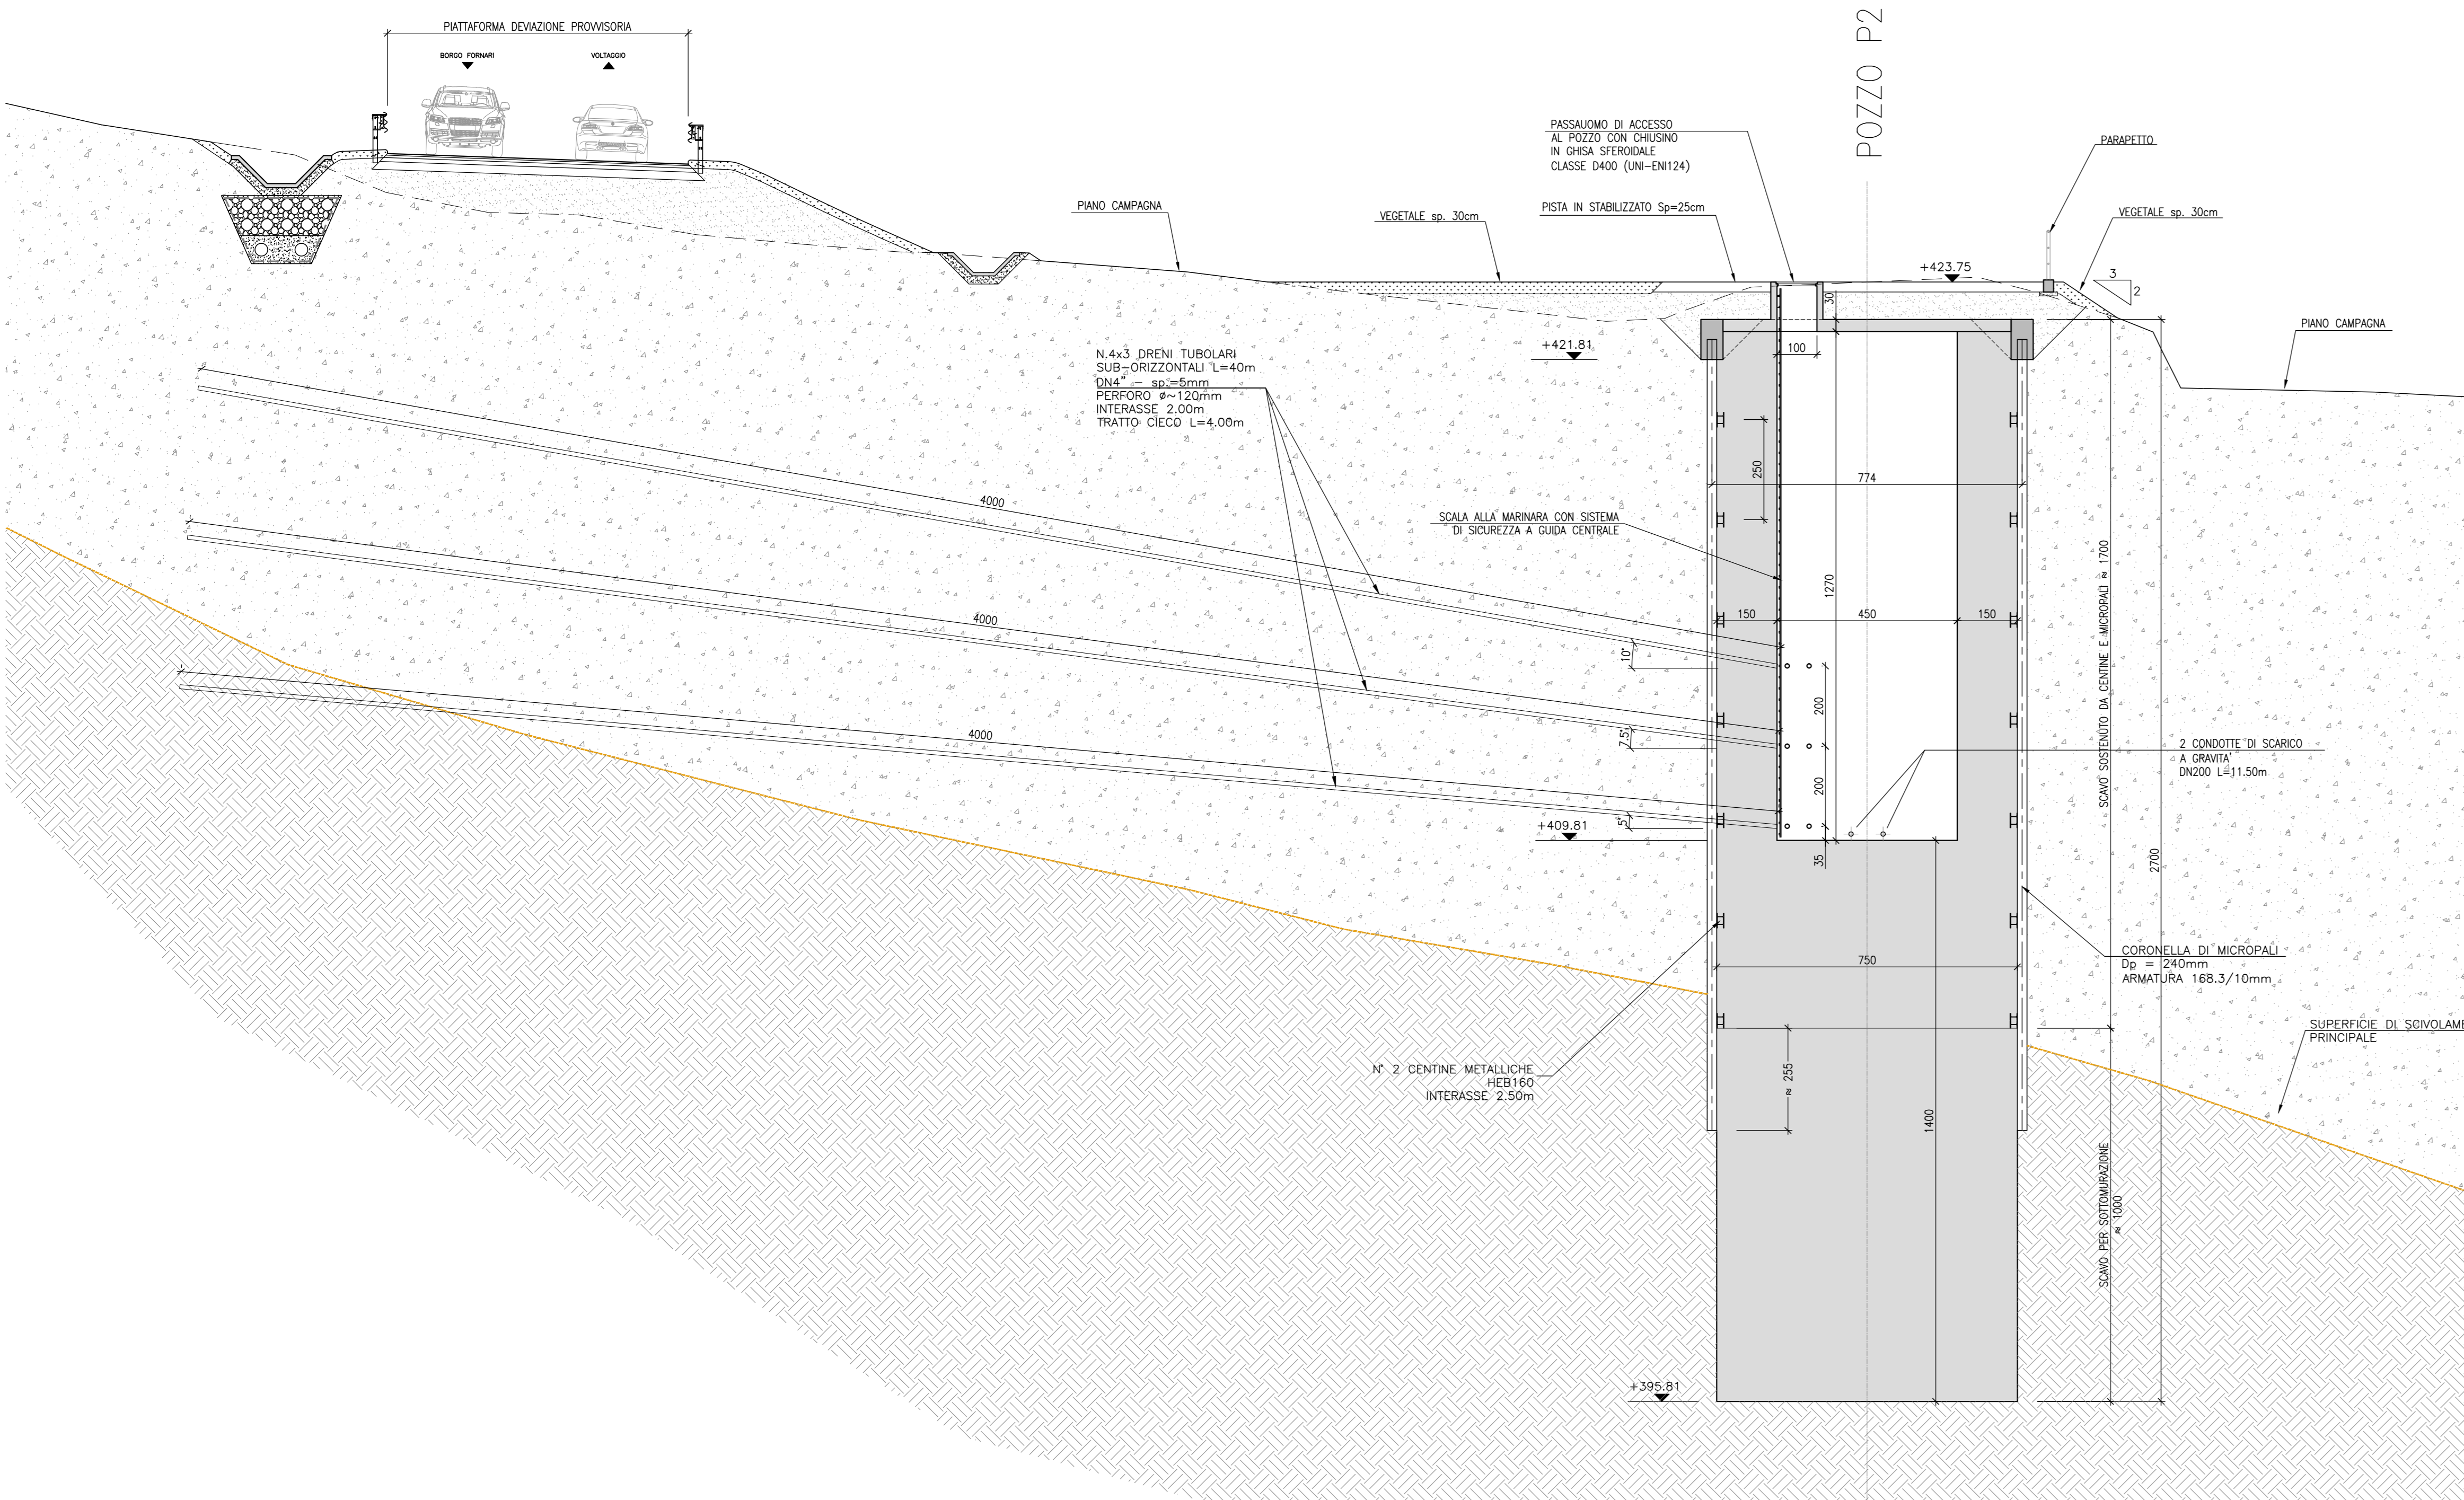 PIATTAFORMA DEVIAZIONE PROVVISORIA
BORGO FORNARI
VOLTAGGIO
POZZO P2
PASSAUOMO DI ACCESSO
AL POZZO CON CHIUSINO
IN GHISA SFEROIDALE
CLASSE D400 (UNI-EN124)
PARAPETTO
PIANO CAMPAGNA
VEGETALE sp. 30cm
PISTA IN STABILIZZATO Sp=25cm
VEGETALE sp. 30cm
+423.75
3
2
30
PIANO CAMPAGNA
+421.81
100
N.4x3 DRENI TUBOLARI
SUB-ORIZZONTALI L=40m
DN4" - sp.=5mm
PERFORO ø~120mm
INTERASSE 2.00m
TRATTO CIECO L=4.00m
250
774
4000
SCALA ALLA MARINARA CON SISTEMA
DI SICUREZZA A GUIDA CENTRALE
1270
4000
150
450
150
SCAVO SOSTENUTO DA CENTINE E MICROPALI ≈ 1700
10°
200
4000
7.5°
200
2 CONDOTTE DI SCARICO
A GRAVITA'
DN200 L=11.50m
5°
+409.81
35
2700
CORONELLA DI MICROPALI
Dp = 240mm
ARMATURA 168.3/10mm
750
SUPERFICIE DI SCIVOLAME
PRINCIPALE
N° 2 CENTINE METALLICHE
HEB160
INTERASSE 2.50m
≈ 255
1400
SCAVO PER SOTTOMURAZIONE
≈ 1000
+395.81